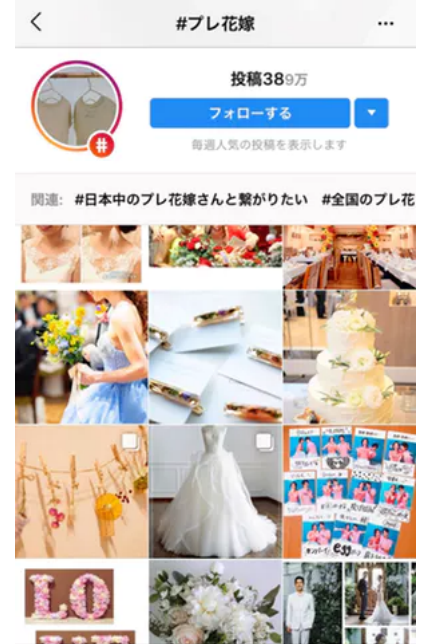 #プレ花嫁
投稿389万
フォローする
毎週人気の投稿を表示します
関連: #日本中のプレ花嫁さんと繋がりたい #全国のプレ花
LO